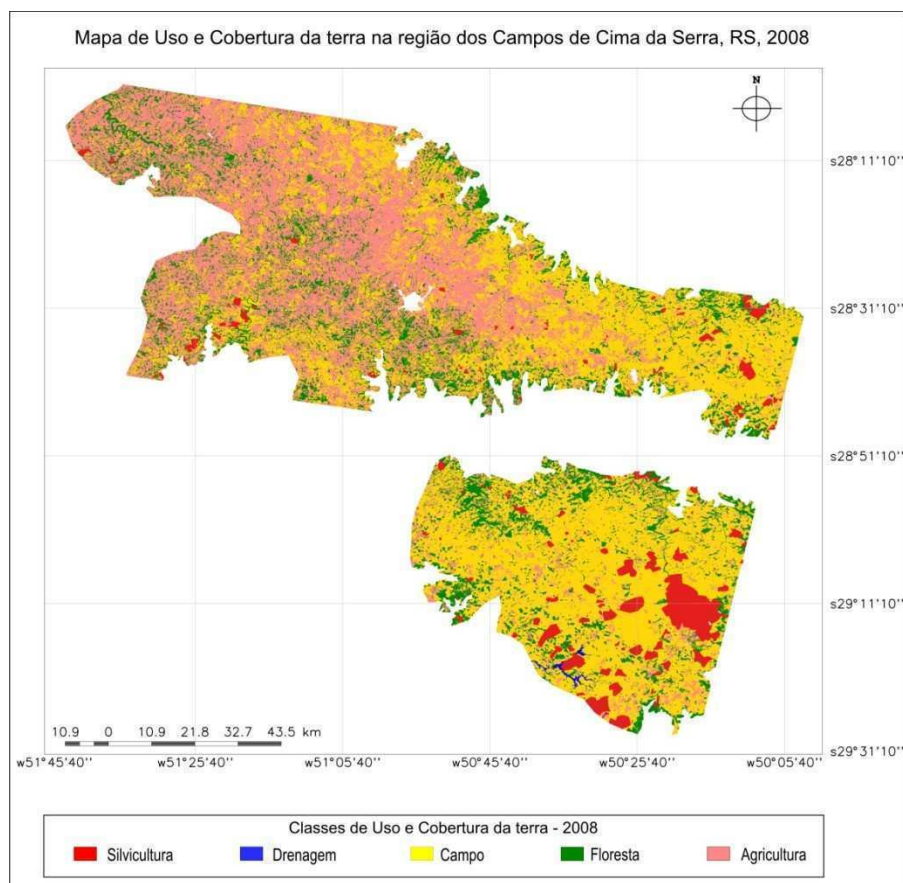 Mapa de Uso e Cobertura da terra na região dos Campos de Cima da Serra, RS, 2008
N
s28°11'10''
s28°31'10''
s28°51'10''
s29°11'10''
s29°31'10''
10.9 0 10.9 21.8 32.7 43.5 km
w51°45'40'' w51°25'40'' w51°05'40'' w50°45'40'' w50°25'40'' w50°05'40''
Classes de Uso e Cobertura da terra - 2008
Silvicultura Drenagem Campo Floresta Agricultura